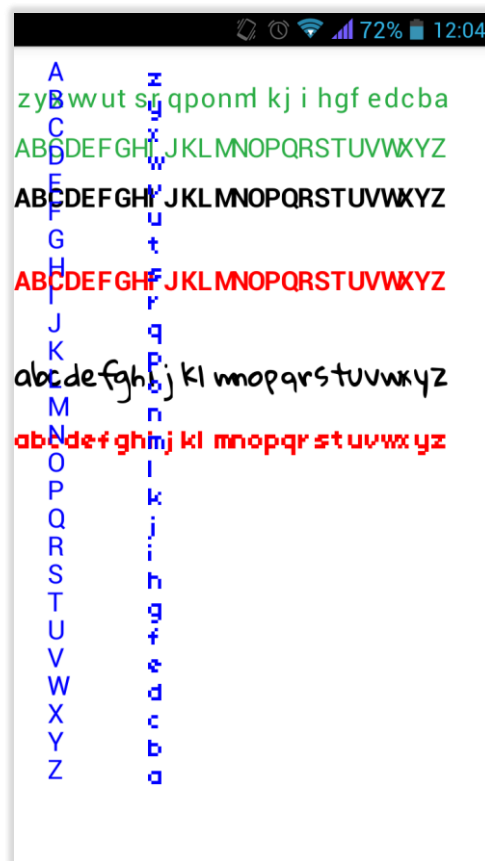 72% 12:04
zyxwvutsrqponmlkjihgfedcba
ABCDEFGHIJKLMNOPQRSTUVWXYZ
ABCDEFGHIJKLMNOPQRSTUVWXYZ
ABCDEFGHIJKLMNOPQRSTUVWXYZ
abcdefghijklmnopqrstuvwxyz
abcdefghijklmnopqrstuvwxyz
A
B
C
D
E
F
G
H
I
J
K
L
M
N
O
P
Q
R
S
T
U
V
W
X
Y
Z
z
y
x
w
v
u
t
s
r
q
p
o
n
m
l
k
j
i
h
g
f
e
d
c
b
a